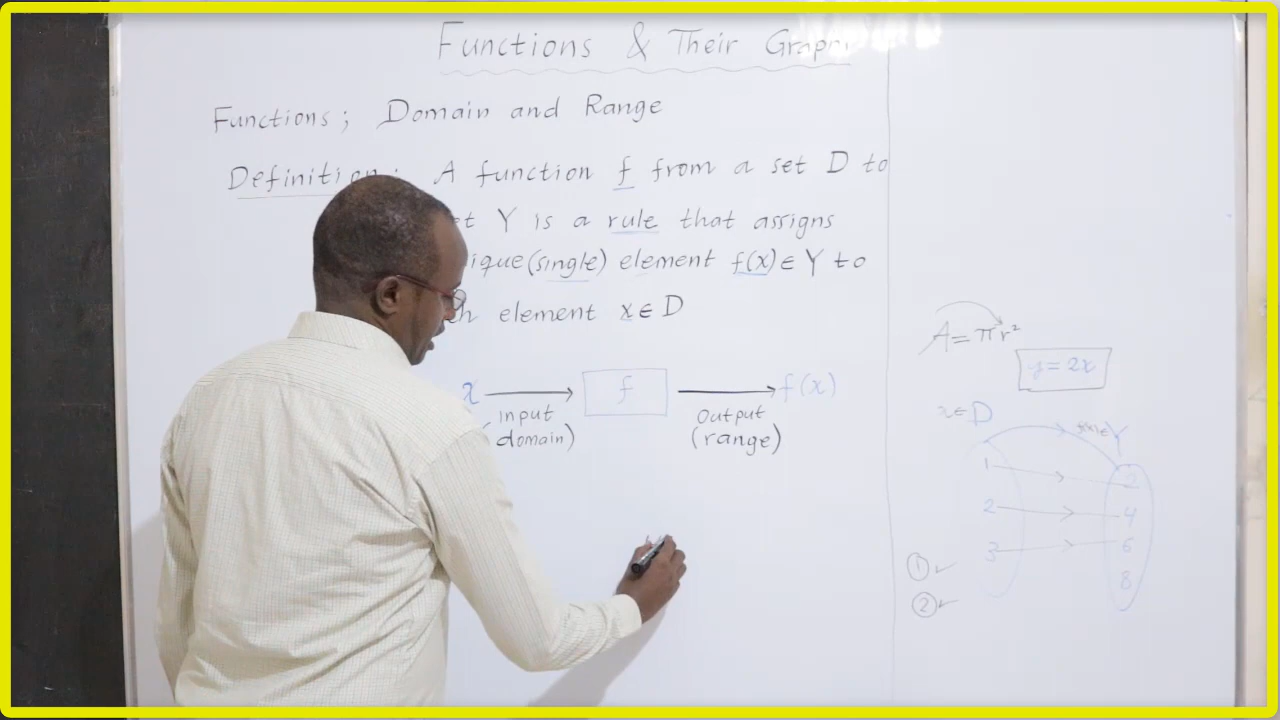 Functions & Their Graph
Functions; Domain and Range
Definition: A function f from a set D to
Y is a rule that assigns
(single) element f(x) ∈ Y to
element x ∈ D
x → f → f(x)
input Output
(domain) (range)
A = πr²
y = 2x
x ∈ D f(x) ∈ Y
1
2 4
3 6
8
① ✓
② ✓